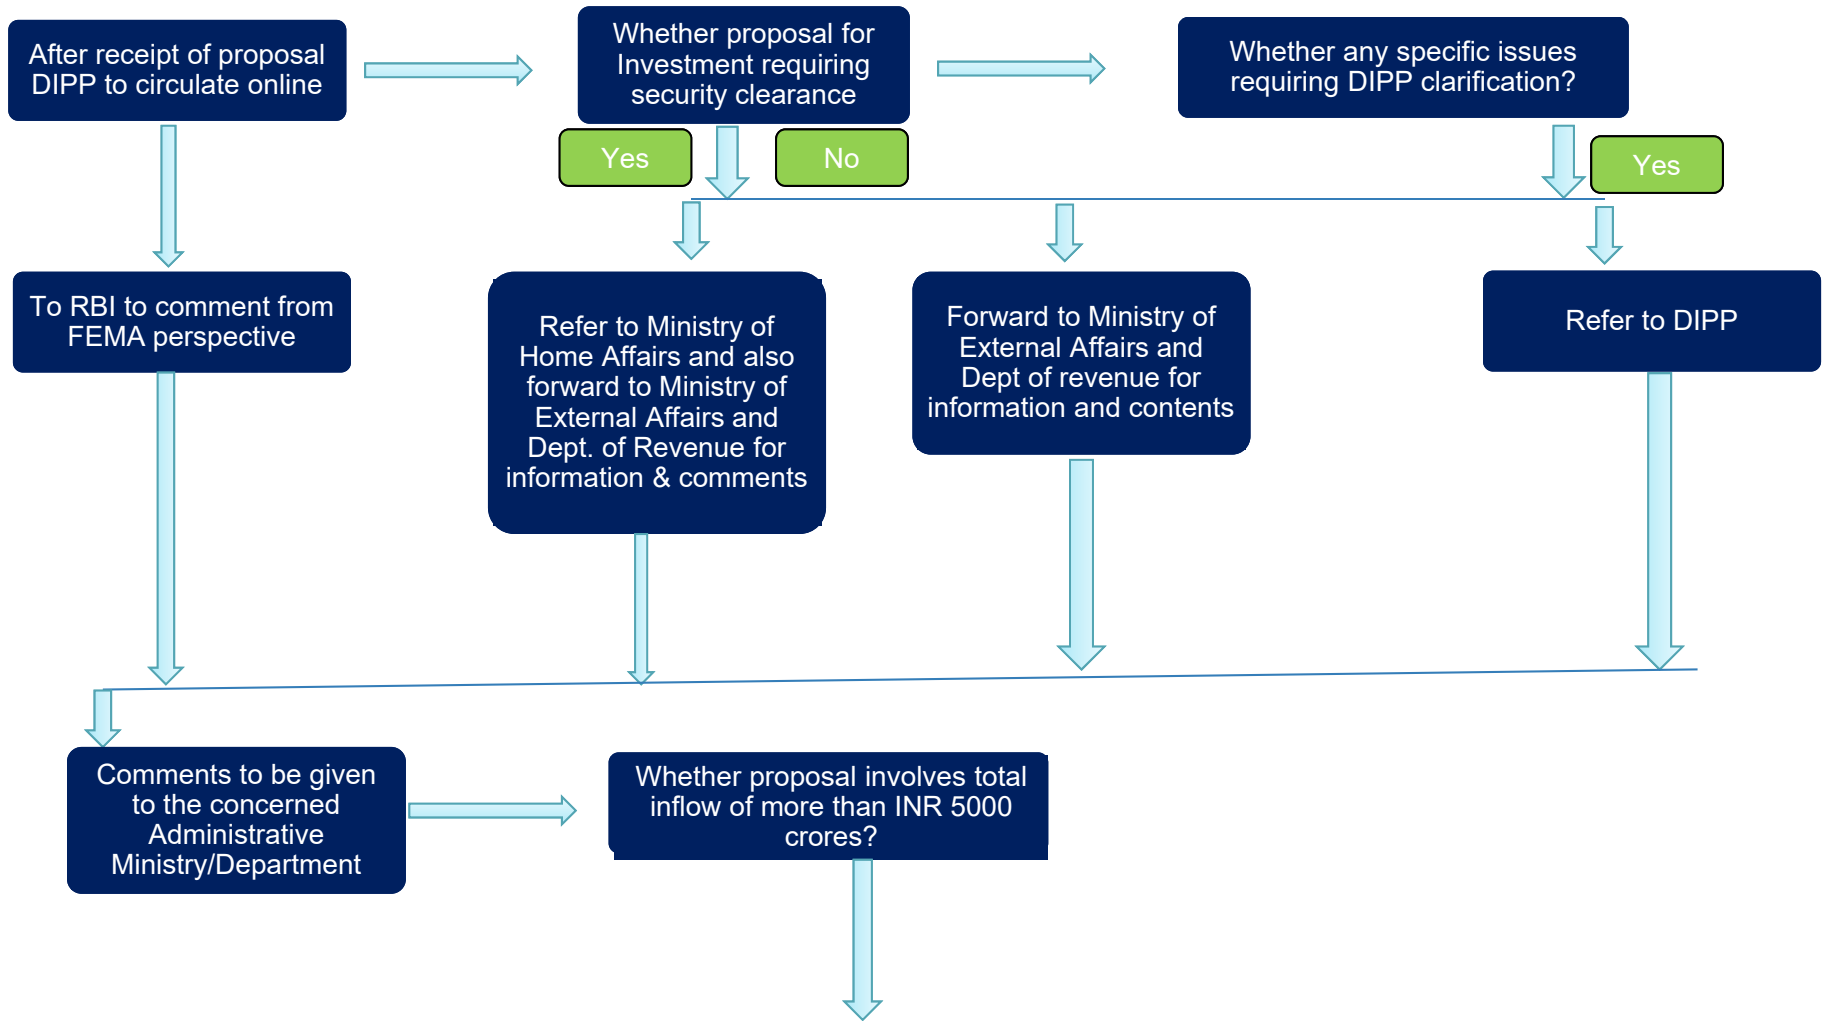 After receipt of proposal
DIPP to circulate online
Whether proposal for
Investment requiring
security clearance
Whether any specific issues
requiring DIPP clarification?
Yes
No
Yes
To RBI to comment from
FEMA perspective
Refer to Ministry of
Home Affairs and also
forward to Ministry of
External Affairs and
Dept. of Revenue for
information & comments
Forward to Ministry of
External Affairs and
Dept of revenue for
information and contents
Refer to DIPP
Comments to be given
to the concerned
Administrative
Ministry/Department
Whether proposal involves total
inflow of more than INR 5000
crores?